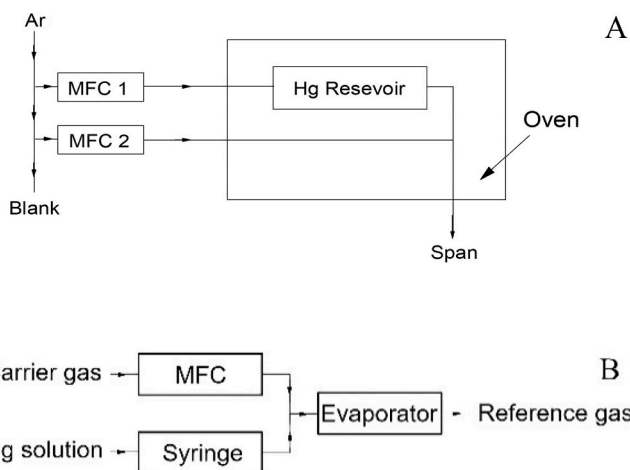 Ar
A
MFC 1
Hg Resevoir
MFC 2
Oven
Blank
Span
arrier gas
MFC
B
Evaporator
Reference gas
g solution
Syringe